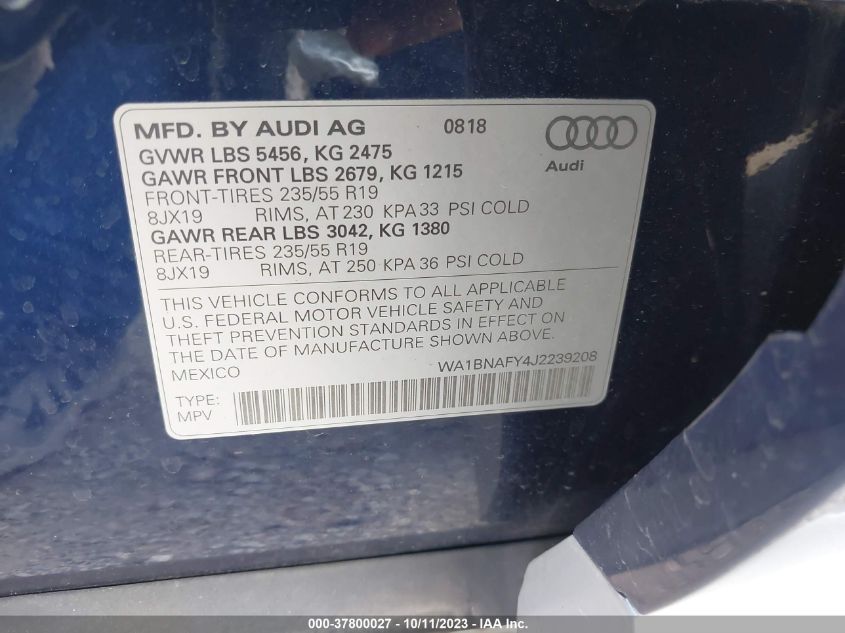 MFD. BY AUDI AG 0818
GVWR LBS 5456, KG 2475
GAWR FRONT LBS 2679, KG 1215
Audi
FRONT-TIRES 235/55 R19
8JX19 RIMS, AT 230 KPA 33 PSI COLD
GAWR REAR LBS 3042, KG 1380
REAR-TIRES 235/55 R19
8JX19 RIMS, AT 250 KPA 36 PSI COLD
THIS VEHICLE CONFORMS TO ALL APPLICABLE
U.S. FEDERAL MOTOR VEHICLE SAFETY AND
THEFT PREVENTION STANDARDS IN EFFECT ON
THE DATE OF MANUFACTURE SHOWN ABOVE.
MEXICO WA1BNAFY4J2239208
TYPE:
MPV
000-37800027 - 10/11/2023 - IAA Inc.